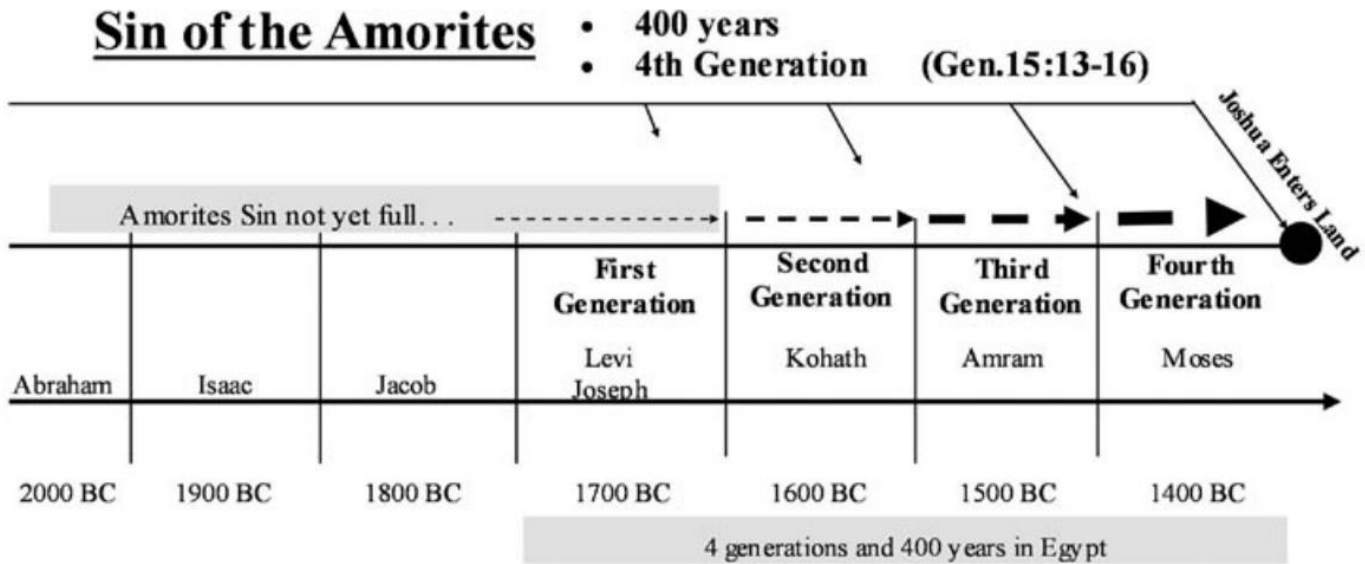 Sin of the Amorites
• 400 years
• 4th Generation (Gen.15:13-16)
Joshua Enters Land
Amorites Sin not yet full. . .
First
Generation
Second
Generation
Third
Generation
Fourth
Generation
Abraham
Isaac
Jacob
Levi
Joseph
Kohath
Amram
Moses
2000 BC
1900 BC
1800 BC
1700 BC
1600 BC
1500 BC
1400 BC
4 generations and 400 years in Egypt